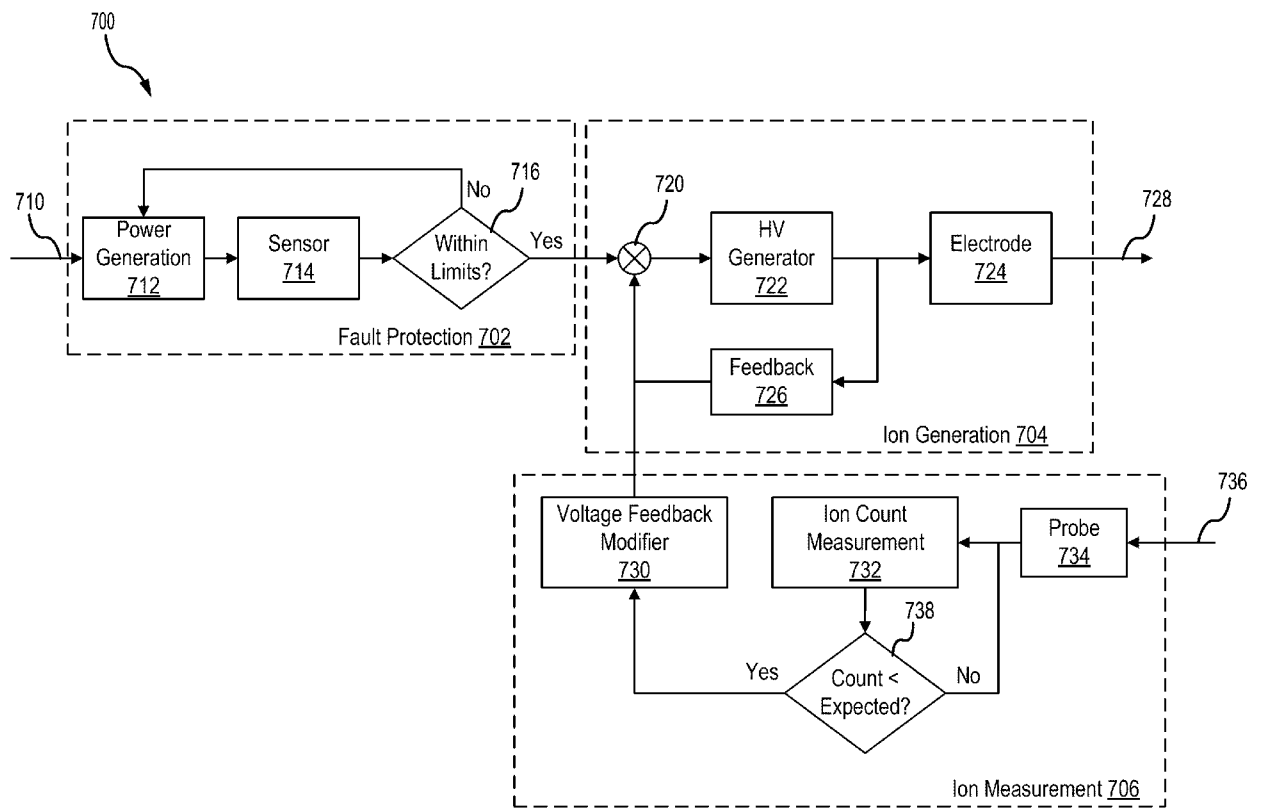 700
710
Power
Generation
712
Sensor
714
No
716
Within
Limits?
Yes
Fault Protection 702
720
HV
Generator
722
Electrode
724
728
Feedback
726
Ion Generation 704
Voltage Feedback
Modifier
730
Ion Count
Measurement
732
Probe
734
736
738
Yes
Count <
Expected?
No
Ion Measurement 706